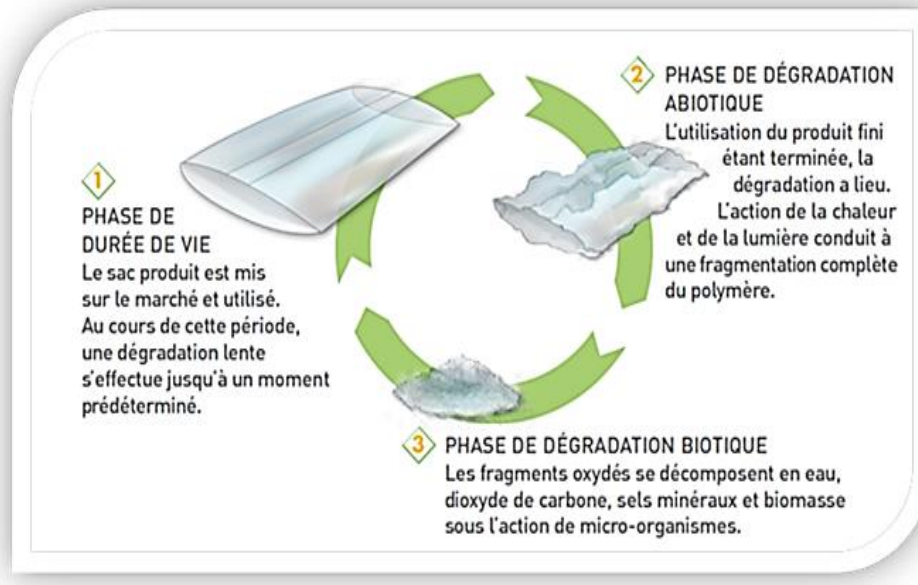 1
PHASE DE
DURÉE DE VIE
Le sac produit est mis
sur le marché et utilisé.
Au cours de cette période,
une dégradation lente
s'effectue jusqu'à un moment
prédéterminé.
2 PHASE DE DÉGRADATION
ABIOTIQUE
L'utilisation du produit fini
étant terminée, la
dégradation a lieu.
L'action de la chaleur
et de la lumière conduit à
une fragmentation complète
du polymère.
3 PHASE DE DÉGRADATION BIOTIQUE
Les fragments oxydés se décomposent en eau,
dioxyde de carbone, sels minéraux et biomasse
sous l'action de micro-organismes.